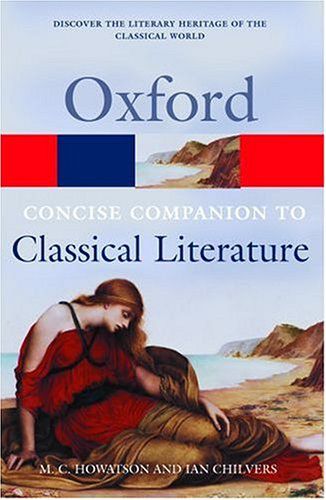 DISCOVER THE LITERARY HERITAGE OF THE
CLASSICAL WORLD
Oxford
CONCISE COMPANION TO
Classical Literature
M. C. HOWATSON AND IAN CHILVERS